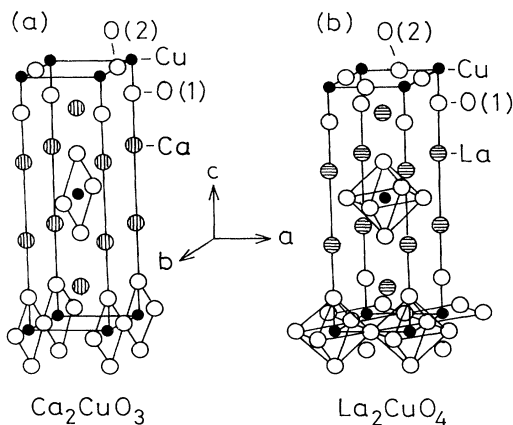 (a)
O(2)
Cu
O(1)
Ca
c
a
b
Ca₂CuO₃
(b)
O(2)
Cu
O(1)
La
La₂CuO₄